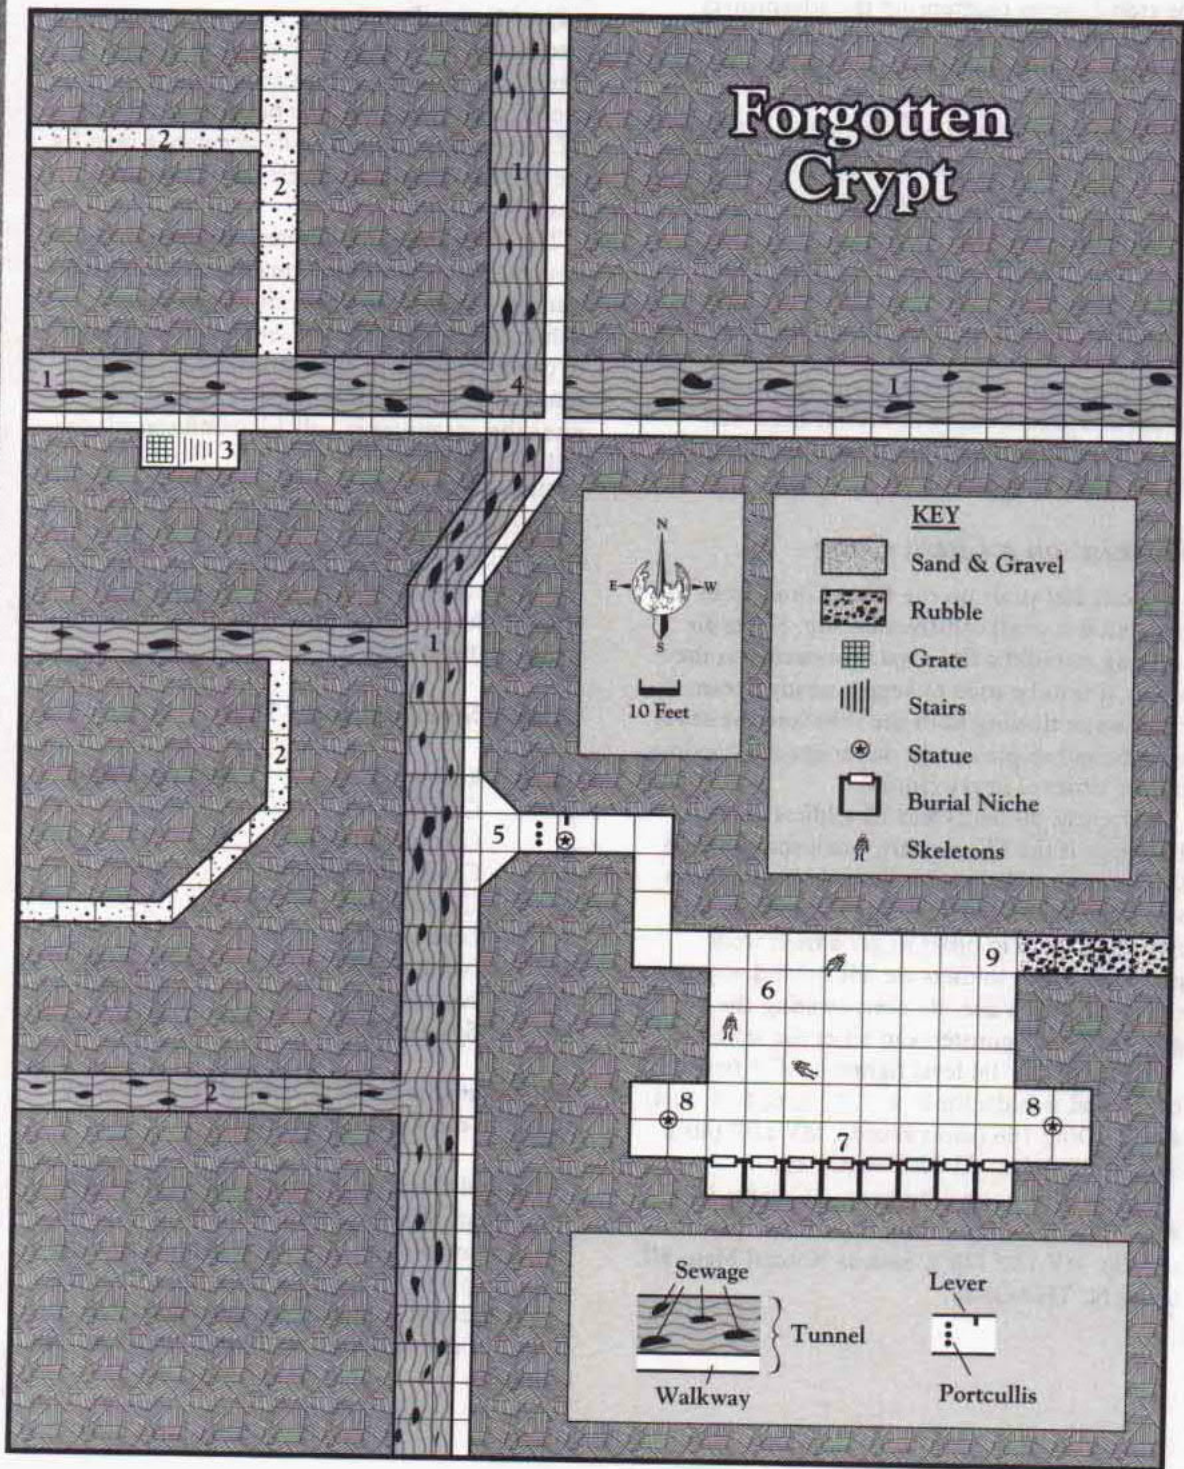 Forgotten
Crypt
2
2
1
1
4
1
3
1
2
5
6
9
2
8
8
7
N
E
W
S
10 Feet
KEY
Sand & Gravel
Rubble
Grate
Stairs
Statue
Burial Niche
Skeletons
Sewage
Tunnel
Walkway
Lever
Portcullis
1